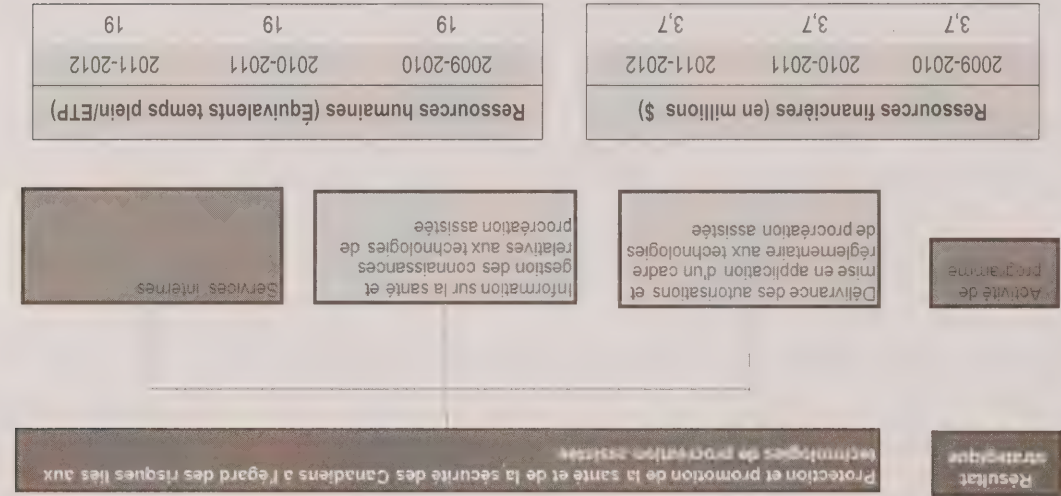 Résultat
stratégique
Protection et promotion de la santé et de la sécurité des Canadiens à l'égard des risques liés aux
technologies de procréation assistée
Activité de
programme
Délivrance des autorisations et
mise en application d'un cadre
réglementaire aux technologies
de procréation assistée
Information sur la santé et
gestion des connaissances
relatives aux technologies de
procréation assistée
Services internes
Ressources financières (en millions $)
2009-2010 2010-2011 2011-2012
3,7 3,7 3,7
Ressources humaines (Équivalents temps plein/ETP)
2009-2010 2010-2011 2011-2012
19 19 19